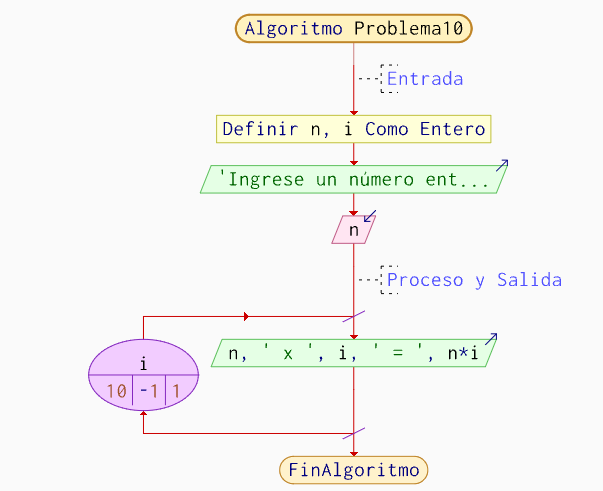 Algoritmo Problema10
Entrada
Definir n, i Como Entero
'Ingrese un número ent...
n
Proceso y Salida
n, ' x ', i, ' = ', n*i
i
10 -1 1
FinAlgoritmo